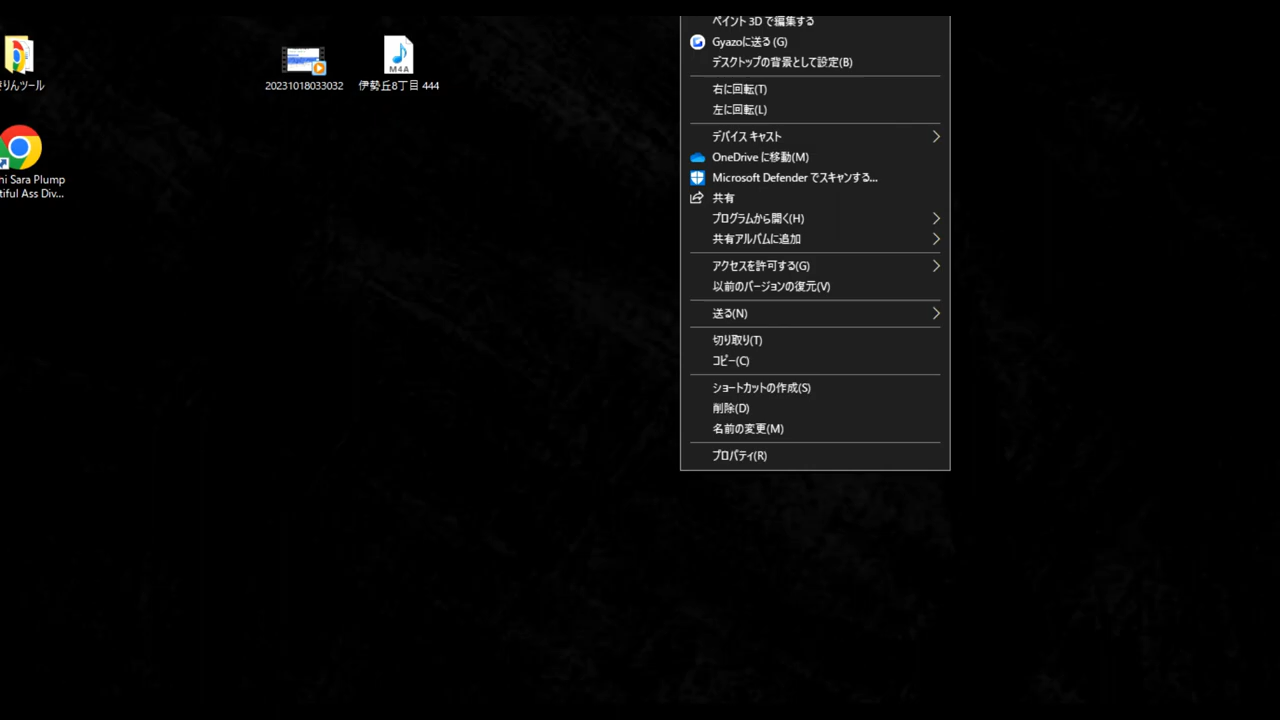 りんツール
20231018033032
伊勢丘8丁目 444
M4A
hi Sara Plump
tiful Ass Div...
ペイント 3D で編集する
Gyazoに送る (G)
デスクトップの背景として設定(B)
右に回転(T)
左に回転(L)
デバイス キャスト
OneDrive に移動(M)
Microsoft Defender でスキャンする...
共有
プログラムから開く(H)
共有アルバムに追加
アクセスを許可する(G)
以前のバージョンの復元(V)
送る(N)
切り取り(T)
コピー(C)
ショートカットの作成(S)
削除(D)
名前の変更(M)
プロパティ(R)